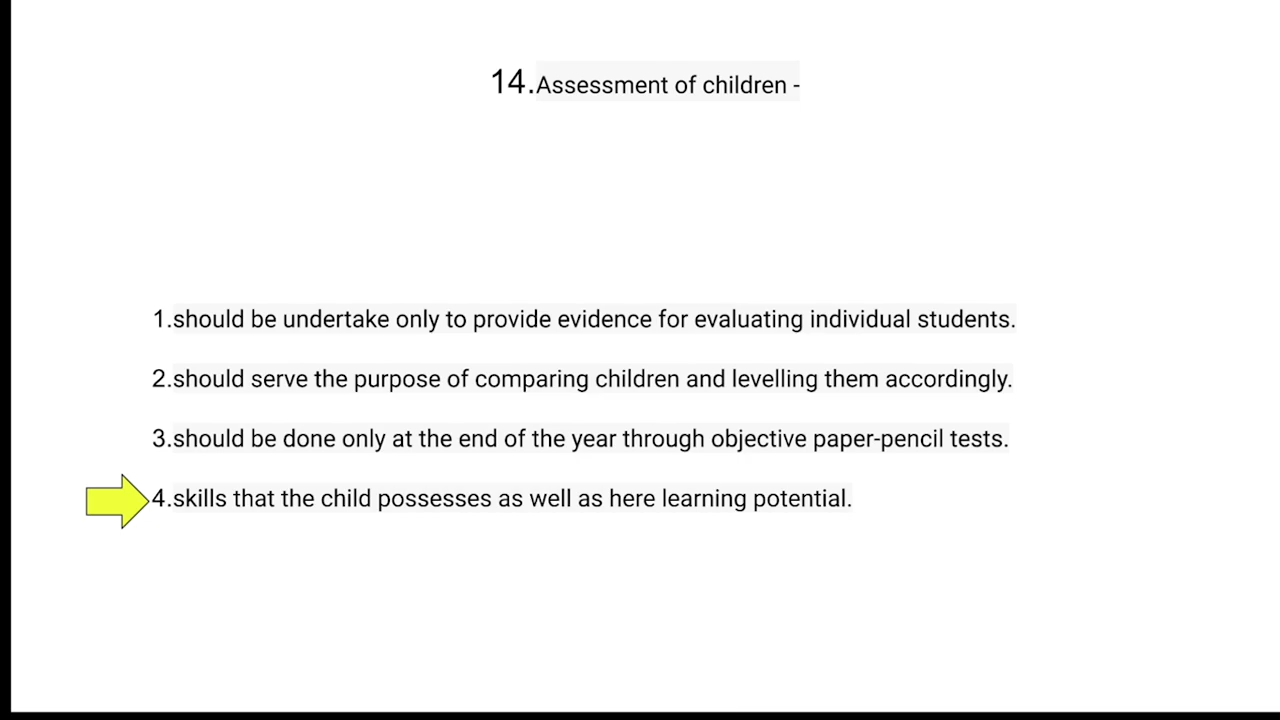 14.Assessment of children -
1.should be undertake only to provide evidence for evaluating individual students.
2.should serve the purpose of comparing children and levelling them accordingly.
3.should be done only at the end of the year through objective paper-pencil tests.
4.skills that the child possesses as well as here learning potential.